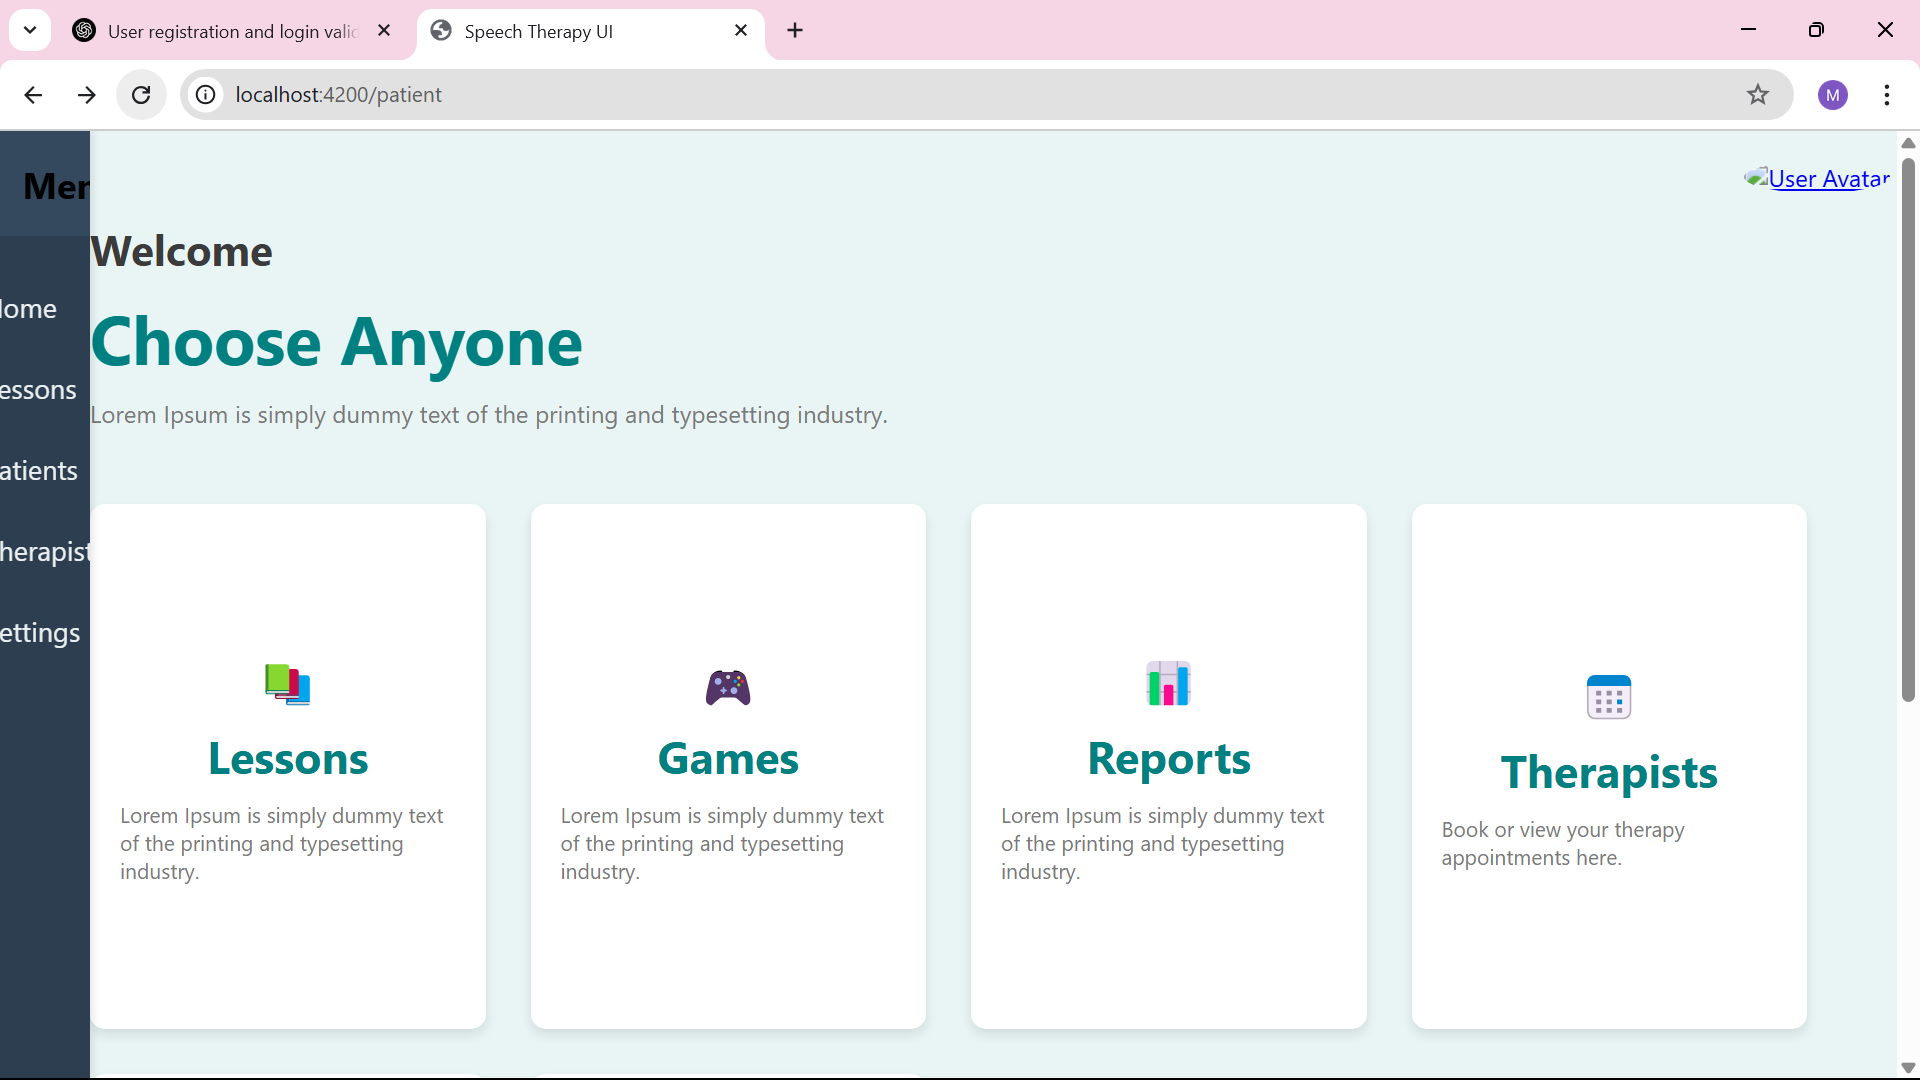 User registration and login valid
Speech Therapy UI
localhost:4200/patient
M
Mer
User Avatar
Welcome
ome
Choose Anyone
essons
Lorem Ipsum is simply dummy text of the printing and typesetting industry.
atients
herapist
ettings
Lessons
Lorem Ipsum is simply dummy text
of the printing and typesetting
industry.
Games
Lorem Ipsum is simply dummy text
of the printing and typesetting
industry.
Reports
Lorem Ipsum is simply dummy text
of the printing and typesetting
industry.
Therapists
Book or view your therapy
appointments here.